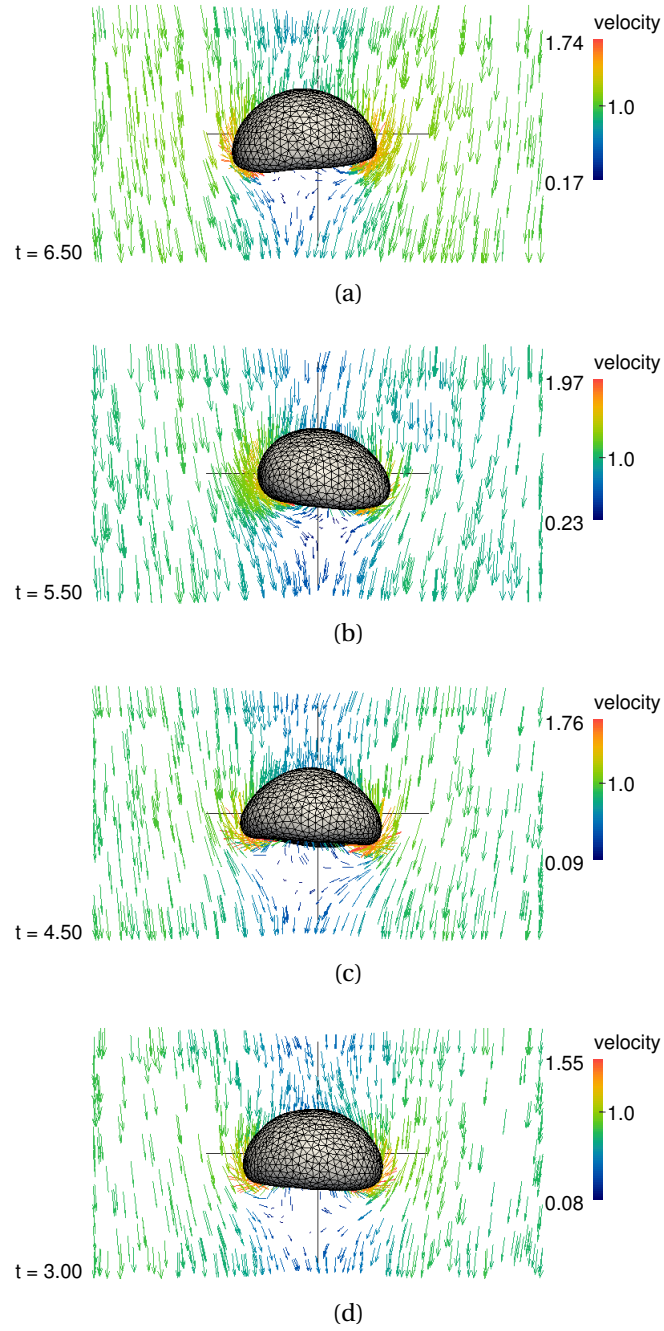 velocity
1.74
1.0
0.17
t = 6.50
(a)
velocity
1.97
1.0
0.23
t = 5.50
(b)
velocity
1.76
1.0
0.09
t = 4.50
(c)
velocity
1.55
1.0
0.08
t = 3.00
(d)